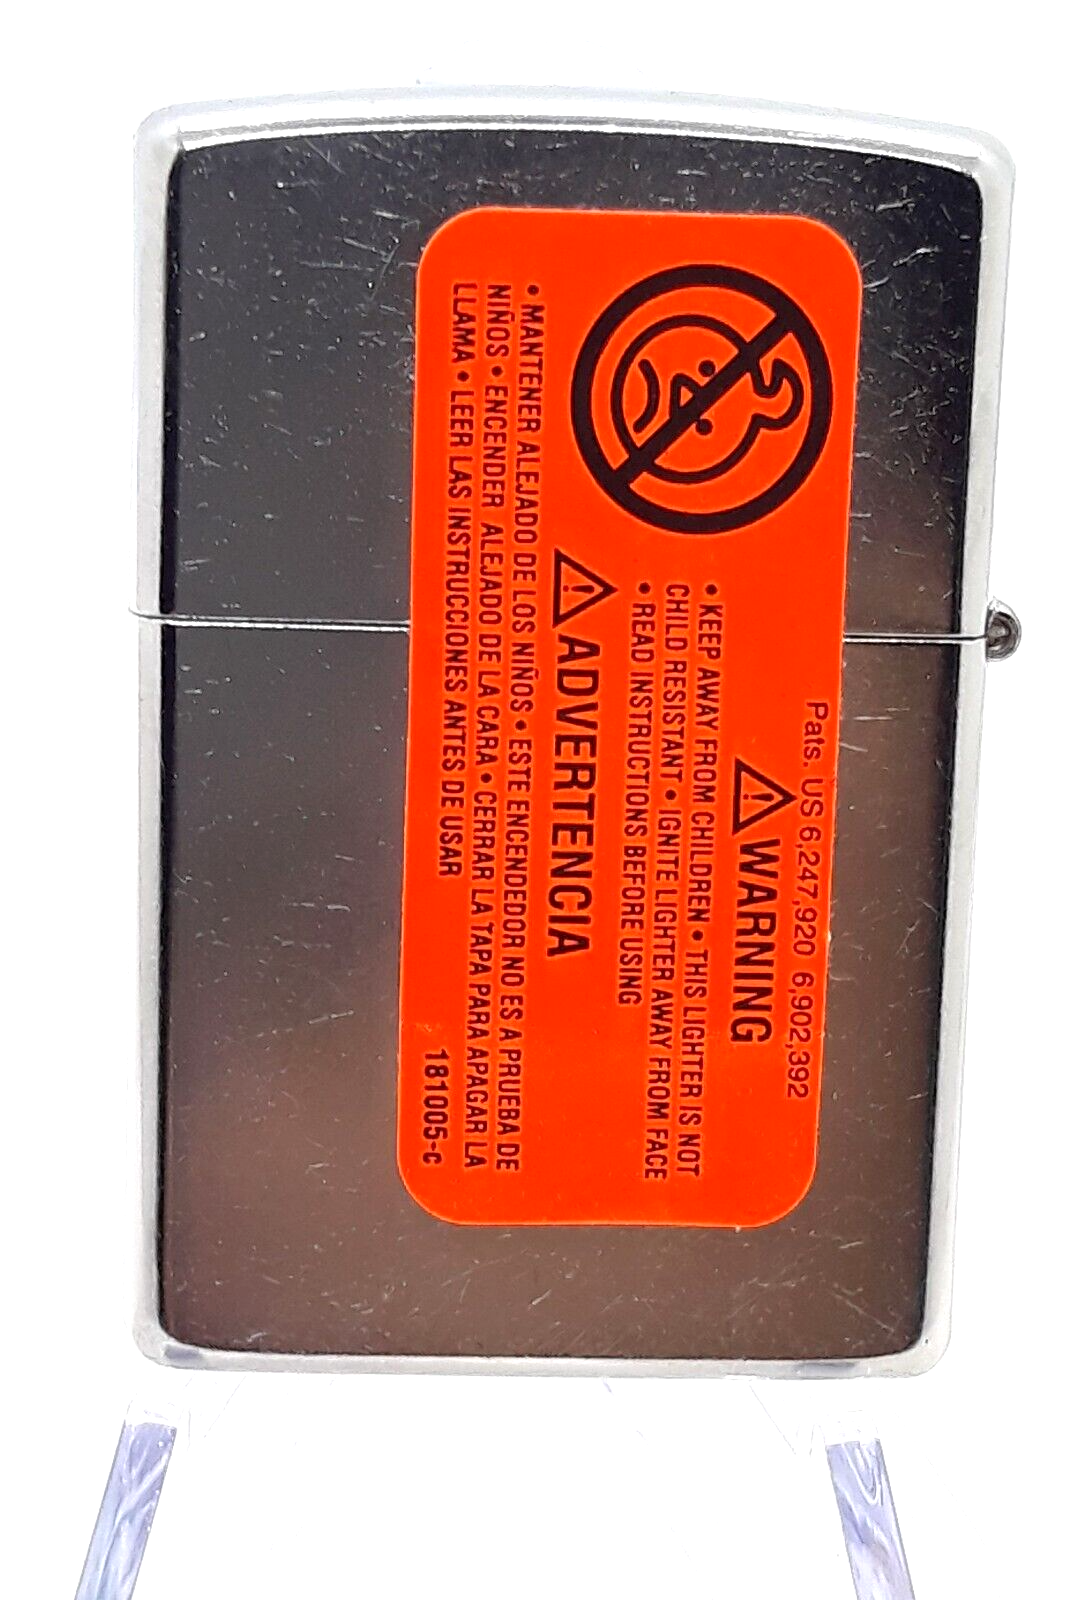 Pats. US 6,247,920 6,902,392
WARNING
• KEEP AWAY FROM CHILDREN • THIS LIGHTER IS NOT
CHILD RESISTANT • IGNITE LIGHTER AWAY FROM FACE
• READ INSTRUCTIONS BEFORE USING
ADVERTENCIA
• MANTENER ALEJADO DE LOS NIÑOS • ESTE ENCENDEDOR NO ES A PRUEBA DE
NIÑOS • ENCENDER ALEJADO DE LA CARA • CERRAR LA TAPA PARA APAGAR LA
LLAMA • LEER LAS INSTRUCCIONES ANTES DE USAR
181005-c